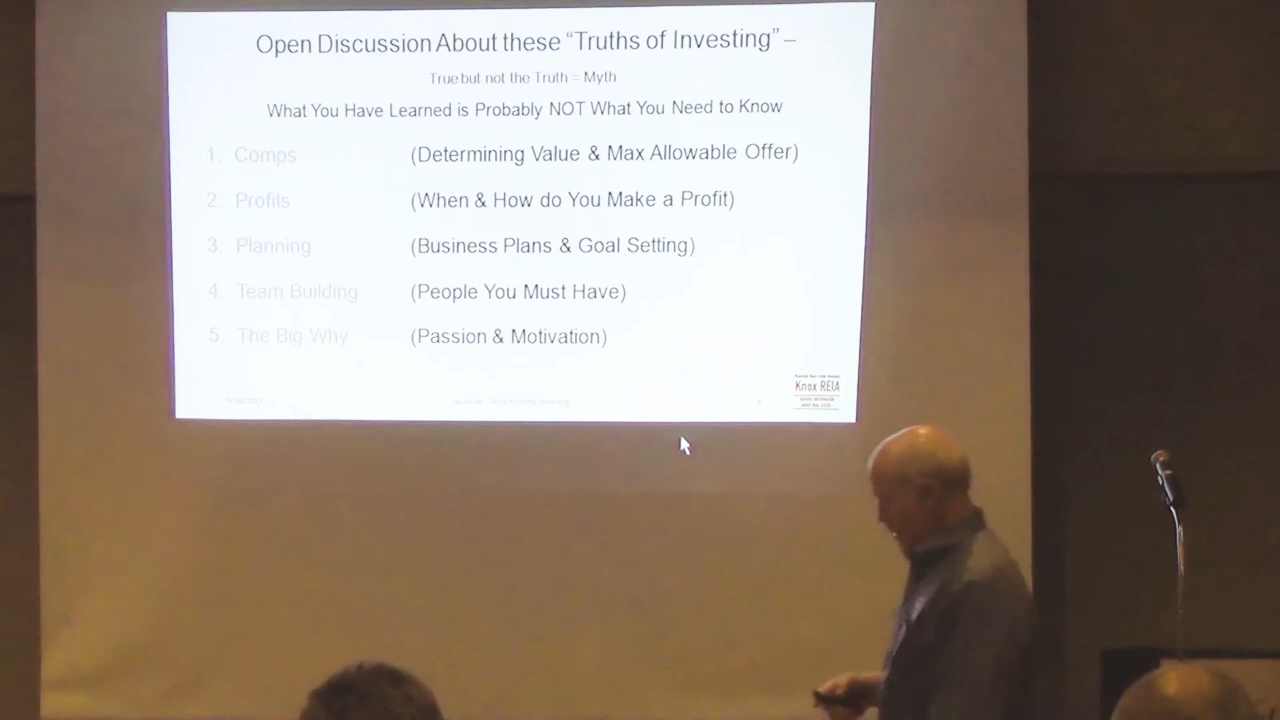 Open Discussion About these “Truths of Investing” –
True but not the Truth = Myth
What You Have Learned is Probably NOT What You Need to Know
1. Comps (Determining Value & Max Allowable Offer)
2. Profits (When & How do You Make a Profit)
3. Planning (Business Plans & Goal Setting)
4. Team Building (People You Must Have)
5. The Big Why (Passion & Motivation)
Knox REIA